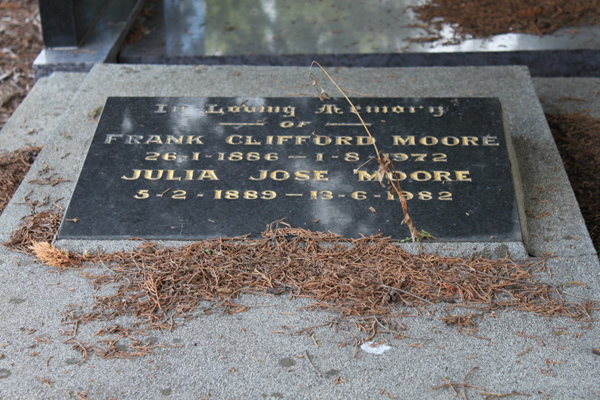 In Loving Memory
— of —
FRANK CLIFFORD MOORE
26-1-1886 — 1-8-1972
JULIA JOSE MOORE
5-2-1889 — 13-6-1982